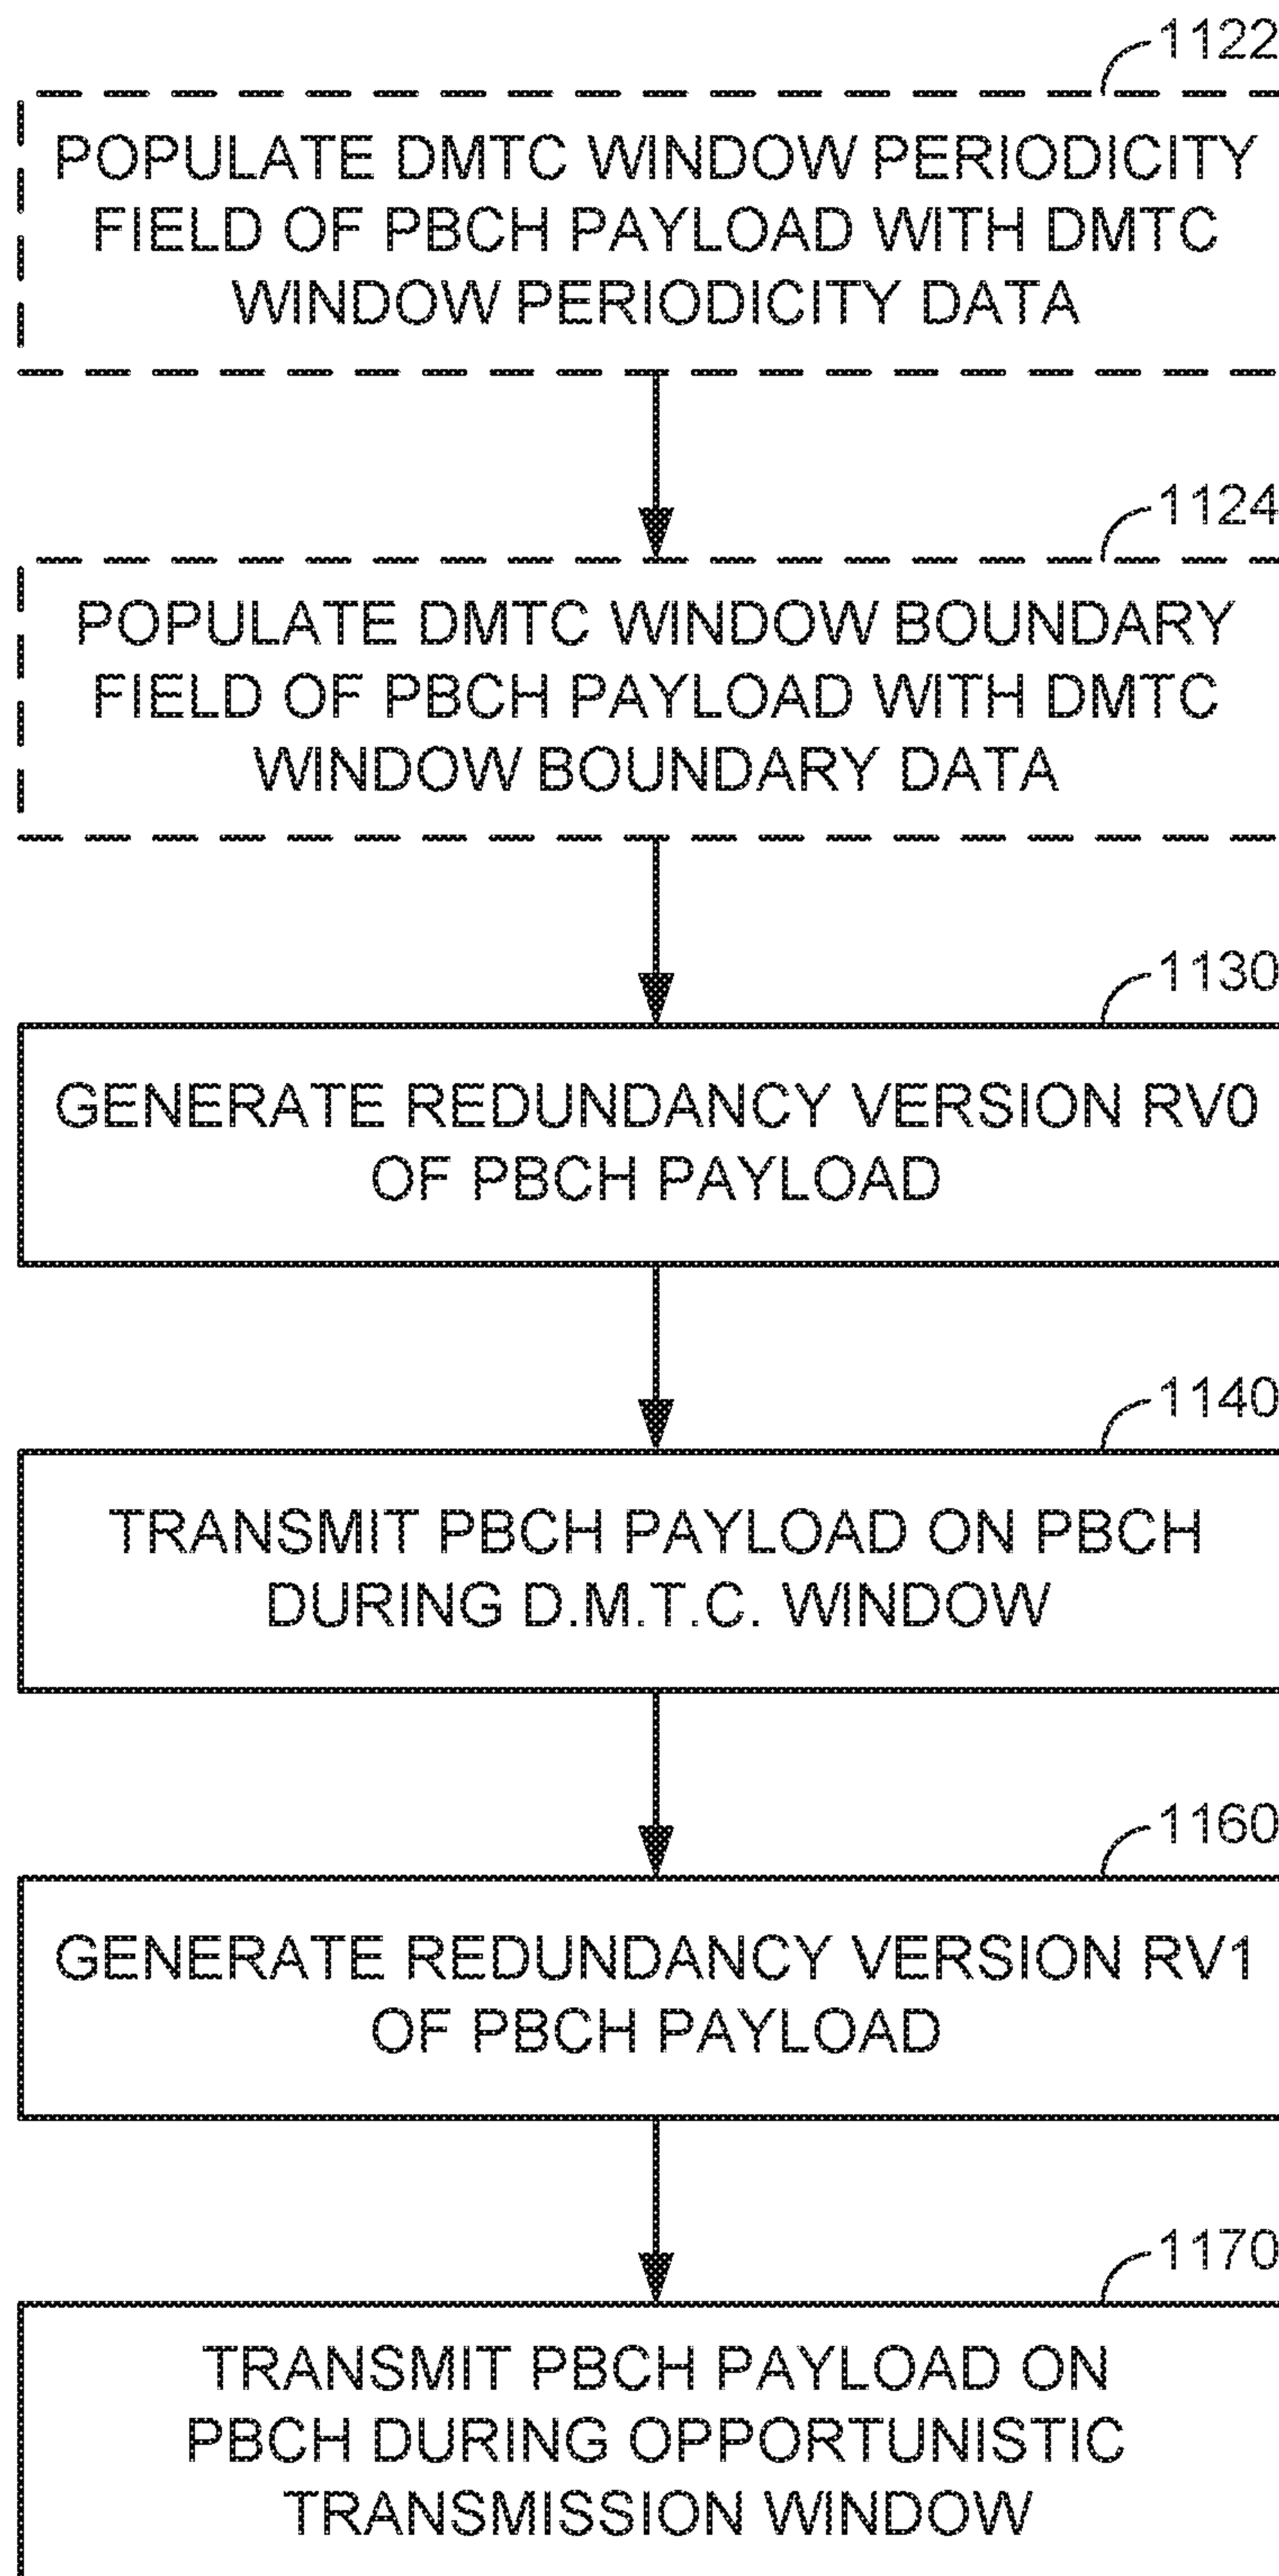 1122
POPULATE DMTC WINDOW PERIODICITY
FIELD OF PBCH PAYLOAD WITH DMTC
WINDOW PERIODICITY DATA
1124
POPULATE DMTC WINDOW BOUNDARY
FIELD OF PBCH PAYLOAD WITH DMTC
WINDOW BOUNDARY DATA
1130
GENERATE REDUNDANCY VERSION RV0
OF PBCH PAYLOAD
1140
TRANSMIT PBCH PAYLOAD ON PBCH
DURING D.M.T.C. WINDOW
1160
GENERATE REDUNDANCY VERSION RV1
OF PBCH PAYLOAD
1170
TRANSMIT PBCH PAYLOAD ON
PBCH DURING OPPORTUNISTIC
TRANSMISSION WINDOW